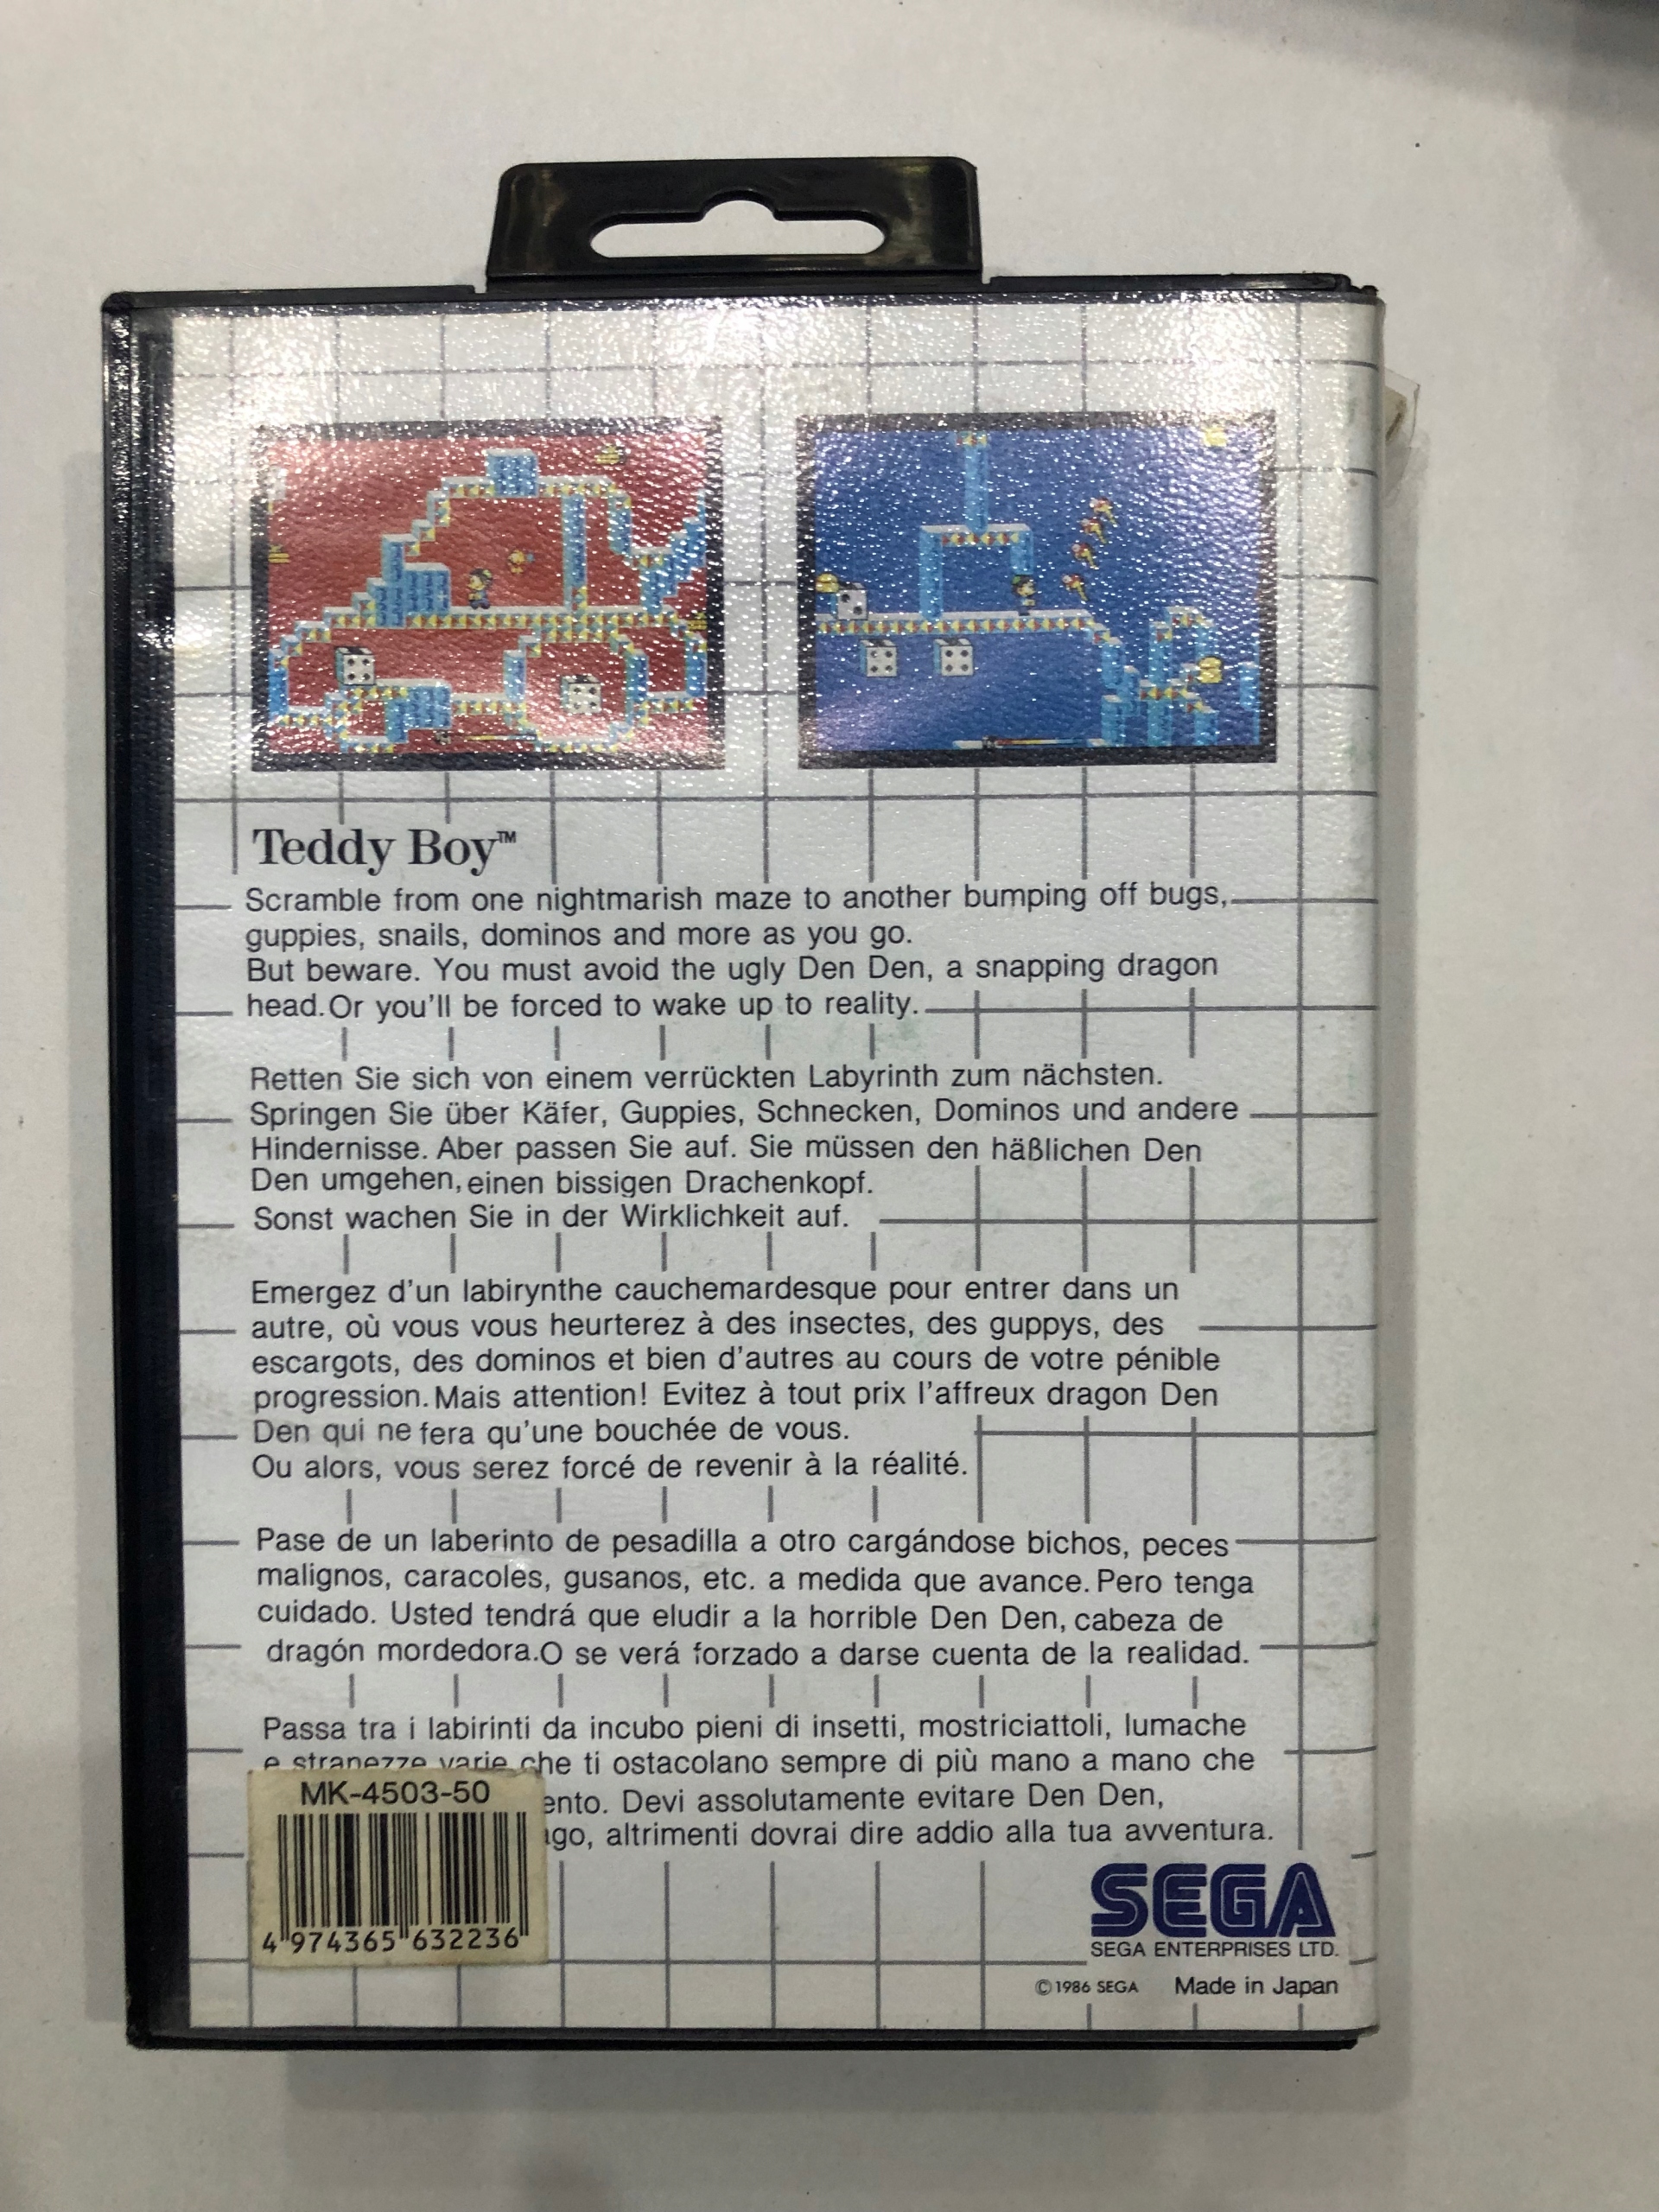 Teddy Boy™
Scramble from one nightmarish maze to another bumping off bugs,
guppies, snails, dominos and more as you go.
But beware. You must avoid the ugly Den Den, a snapping dragon
head. Or you'll be forced to wake up to reality.
Retten Sie sich von einem verrückten Labyrinth zum nächsten.
Springen Sie über Käfer, Guppies, Schnecken, Dominos und andere
Hindernisse. Aber passen Sie auf. Sie müssen den häßlichen Den
Den umgehen, einen bissigen Drachenkopf.
Sonst wachen Sie in der Wirklichkeit auf.
Emergez d'un labirynthe cauchemardesque pour entrer dans un
autre, où vous vous heurterez à des insectes, des guppys, des
escargots, des dominos et bien d'autres au cours de votre pénible
progression. Mais attention! Evitez à tout prix l'affreux dragon Den
Den qui ne fera qu'une bouchée de vous.
Ou alors, vous serez forcé de revenir à la réalité.
Pase de un laberinto de pesadilla a otro cargándose bichos, peces
malignos, caracoles, gusanos, etc. a medida que avance. Pero tenga
cuidado. Usted tendrá que eludir a la horrible Den Den, cabeza de
dragón mordedora. O se verá forzado a darse cuenta de la realidad.
Passa tra i labirinti da incubo pieni di insetti, mostriciattoli, lumache
e stranezze varie che ti ostacolano sempre di più mano a mano che
ento. Devi assolutamente evitare Den Den,
ago, altrimenti dovrai dire addio alla tua avventura.
MK-4503-50
4 974365 632236
SEGA
SEGA ENTERPRISES LTD.
©1986 SEGA Made in Japan